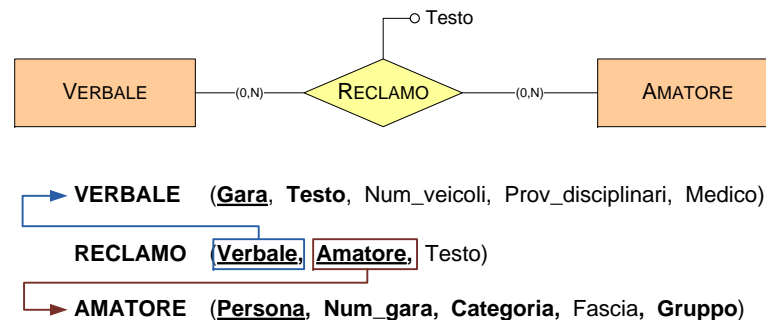 Testo
VERBALE (0,N) RECLAMO (0,N) AMATORE
VERBALE (Gara, Testo, Num_veicoli, Prov_disciplinari, Medico)
RECLAMO (Verbale, Amatore, Testo)
AMATORE (Persona, Num_gara, Categoria, Fascia, Gruppo)